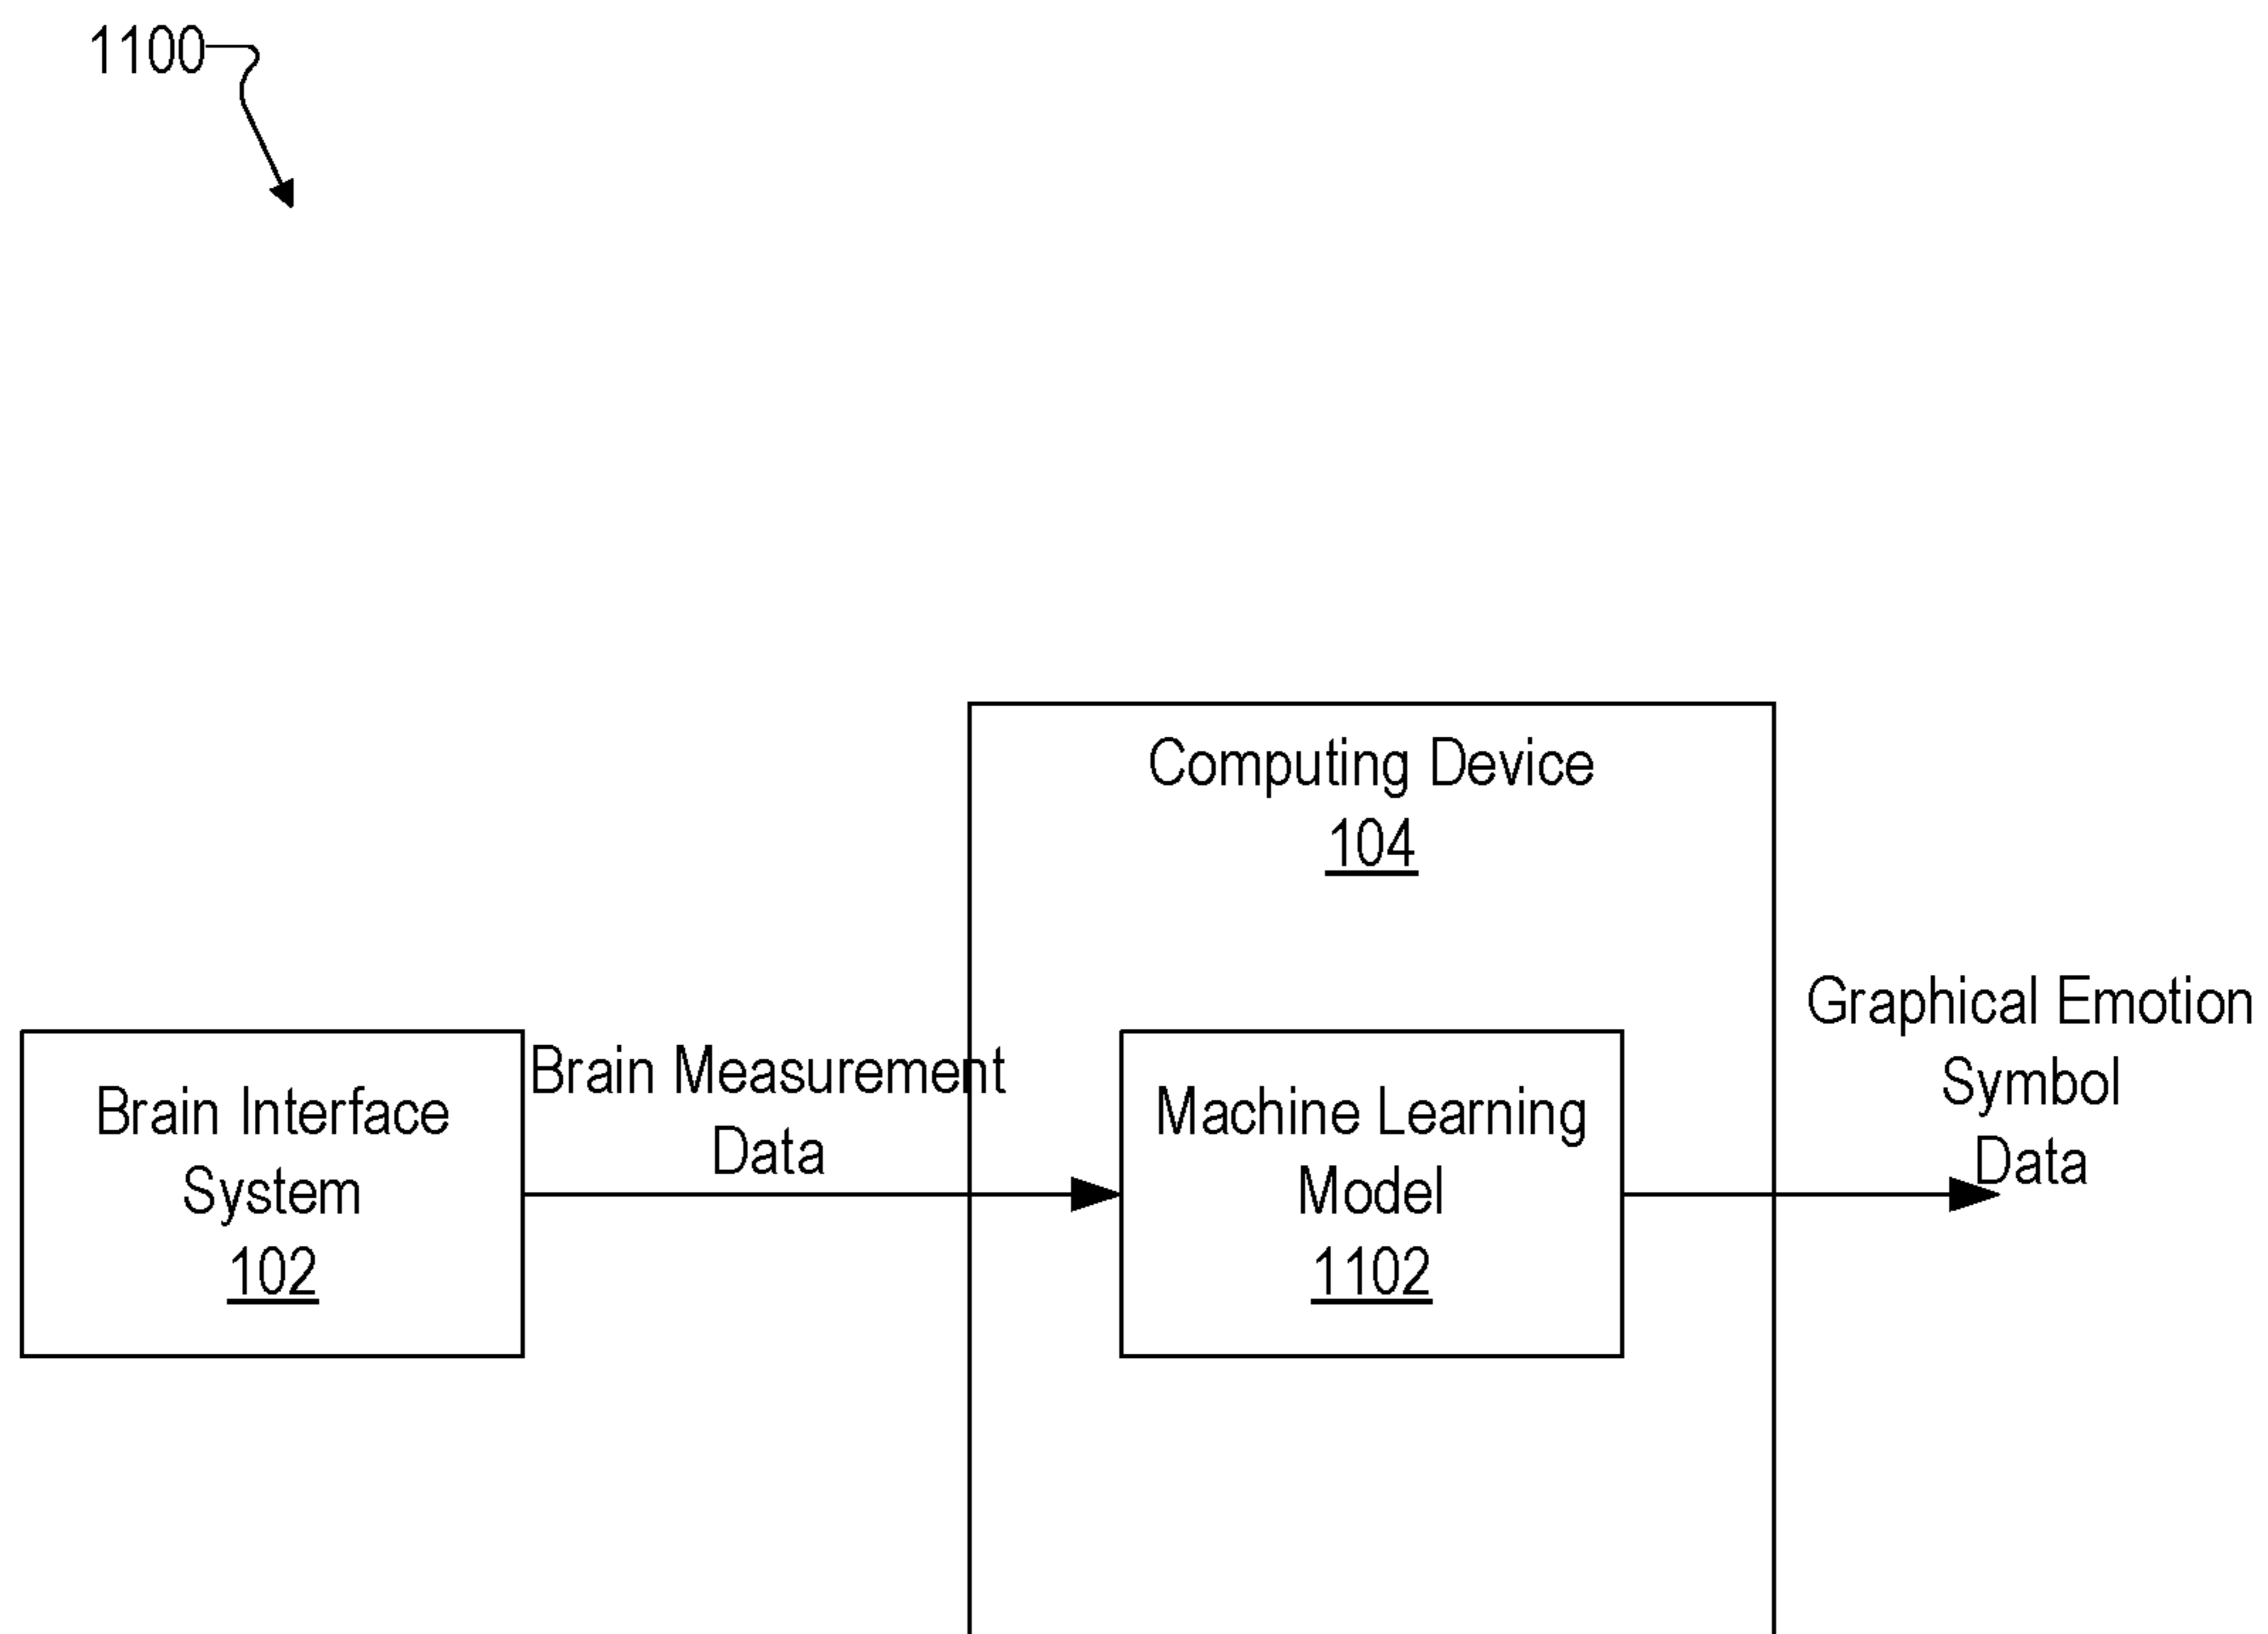 1100
Computing Device
104
Graphical Emotion
Symbol
Data
Brain Measurement
Data
Brain Interface
System
102
Machine Learning
Model
1102